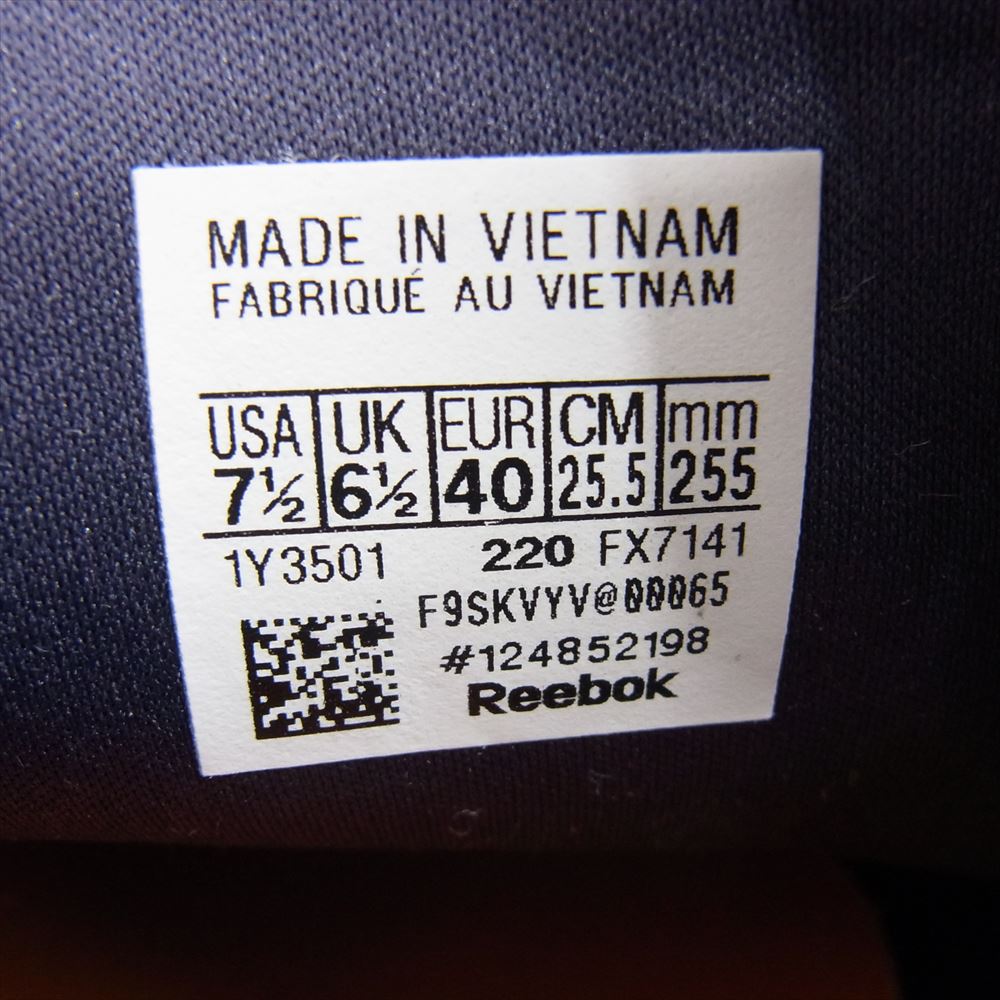 MADE IN VIETNAM
FABRIQUÉ AU VIETNAM
USA UK EUR CM mm
7½ 6½ 40 25.5 255
1Y3501 220 FX7141
F9SKVYV@00065
#124852198
Reebok